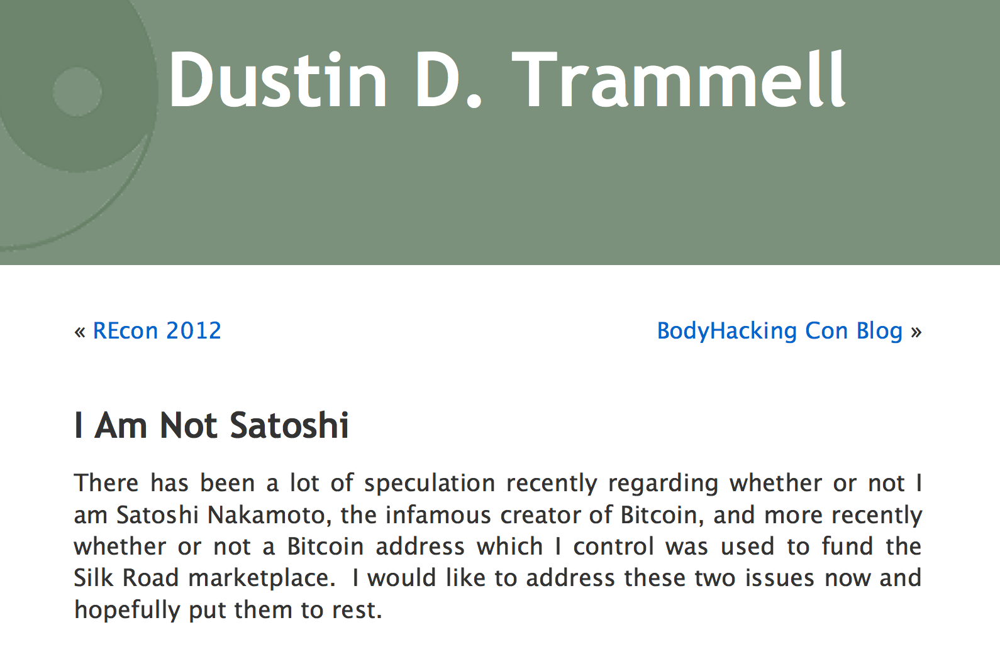 Dustin D. Trammell
« REcon 2012
BodyHacking Con Blog »
I Am Not Satoshi
There has been a lot of speculation recently regarding whether or not I
am Satoshi Nakamoto, the infamous creator of Bitcoin, and more recently
whether or not a Bitcoin address which I control was used to fund the
Silk Road marketplace.  I would like to address these two issues now and
hopefully put them to rest.